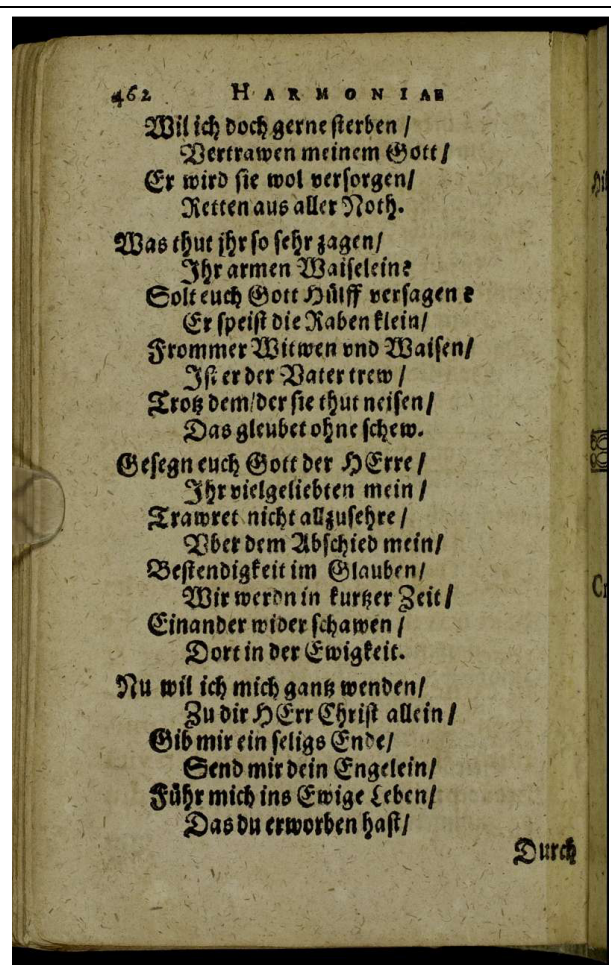 462 HARMONIAE
Wil ich doch gerne sterben /
Vertrawen meinem Gott /
Er wird sie wol versorgen /
Retten aus aller Noth.
Was thut jhr so sehr zagen /
Jhr armen Waiselein?
Solt euch Gott Hülff versagen?
Er speist die Raben klein /
Frommer Witwen vnd Waisen /
Jst er der Vater trew /
Trotz dem / der sie thut neisen /
Das gleubet ohne schew.
Gesegn euch Gott der HErre /
Jhr vielgeliebten mein /
Trawret nicht allzusehre /
Vber dem Abschied mein /
Bestendigkeit im Glauben /
Wir werdn in kurtzer Zeit /
Einander wider schawen /
Dort in der Ewigkeit.
Nu wil ich mich gantz wenden /
Zu dir HErr Christ allein /
Gib mir ein seligs Ende /
Send mir dein Engelein /
Führ mich ins Ewige Leben /
Das du erworben hast /
Durch